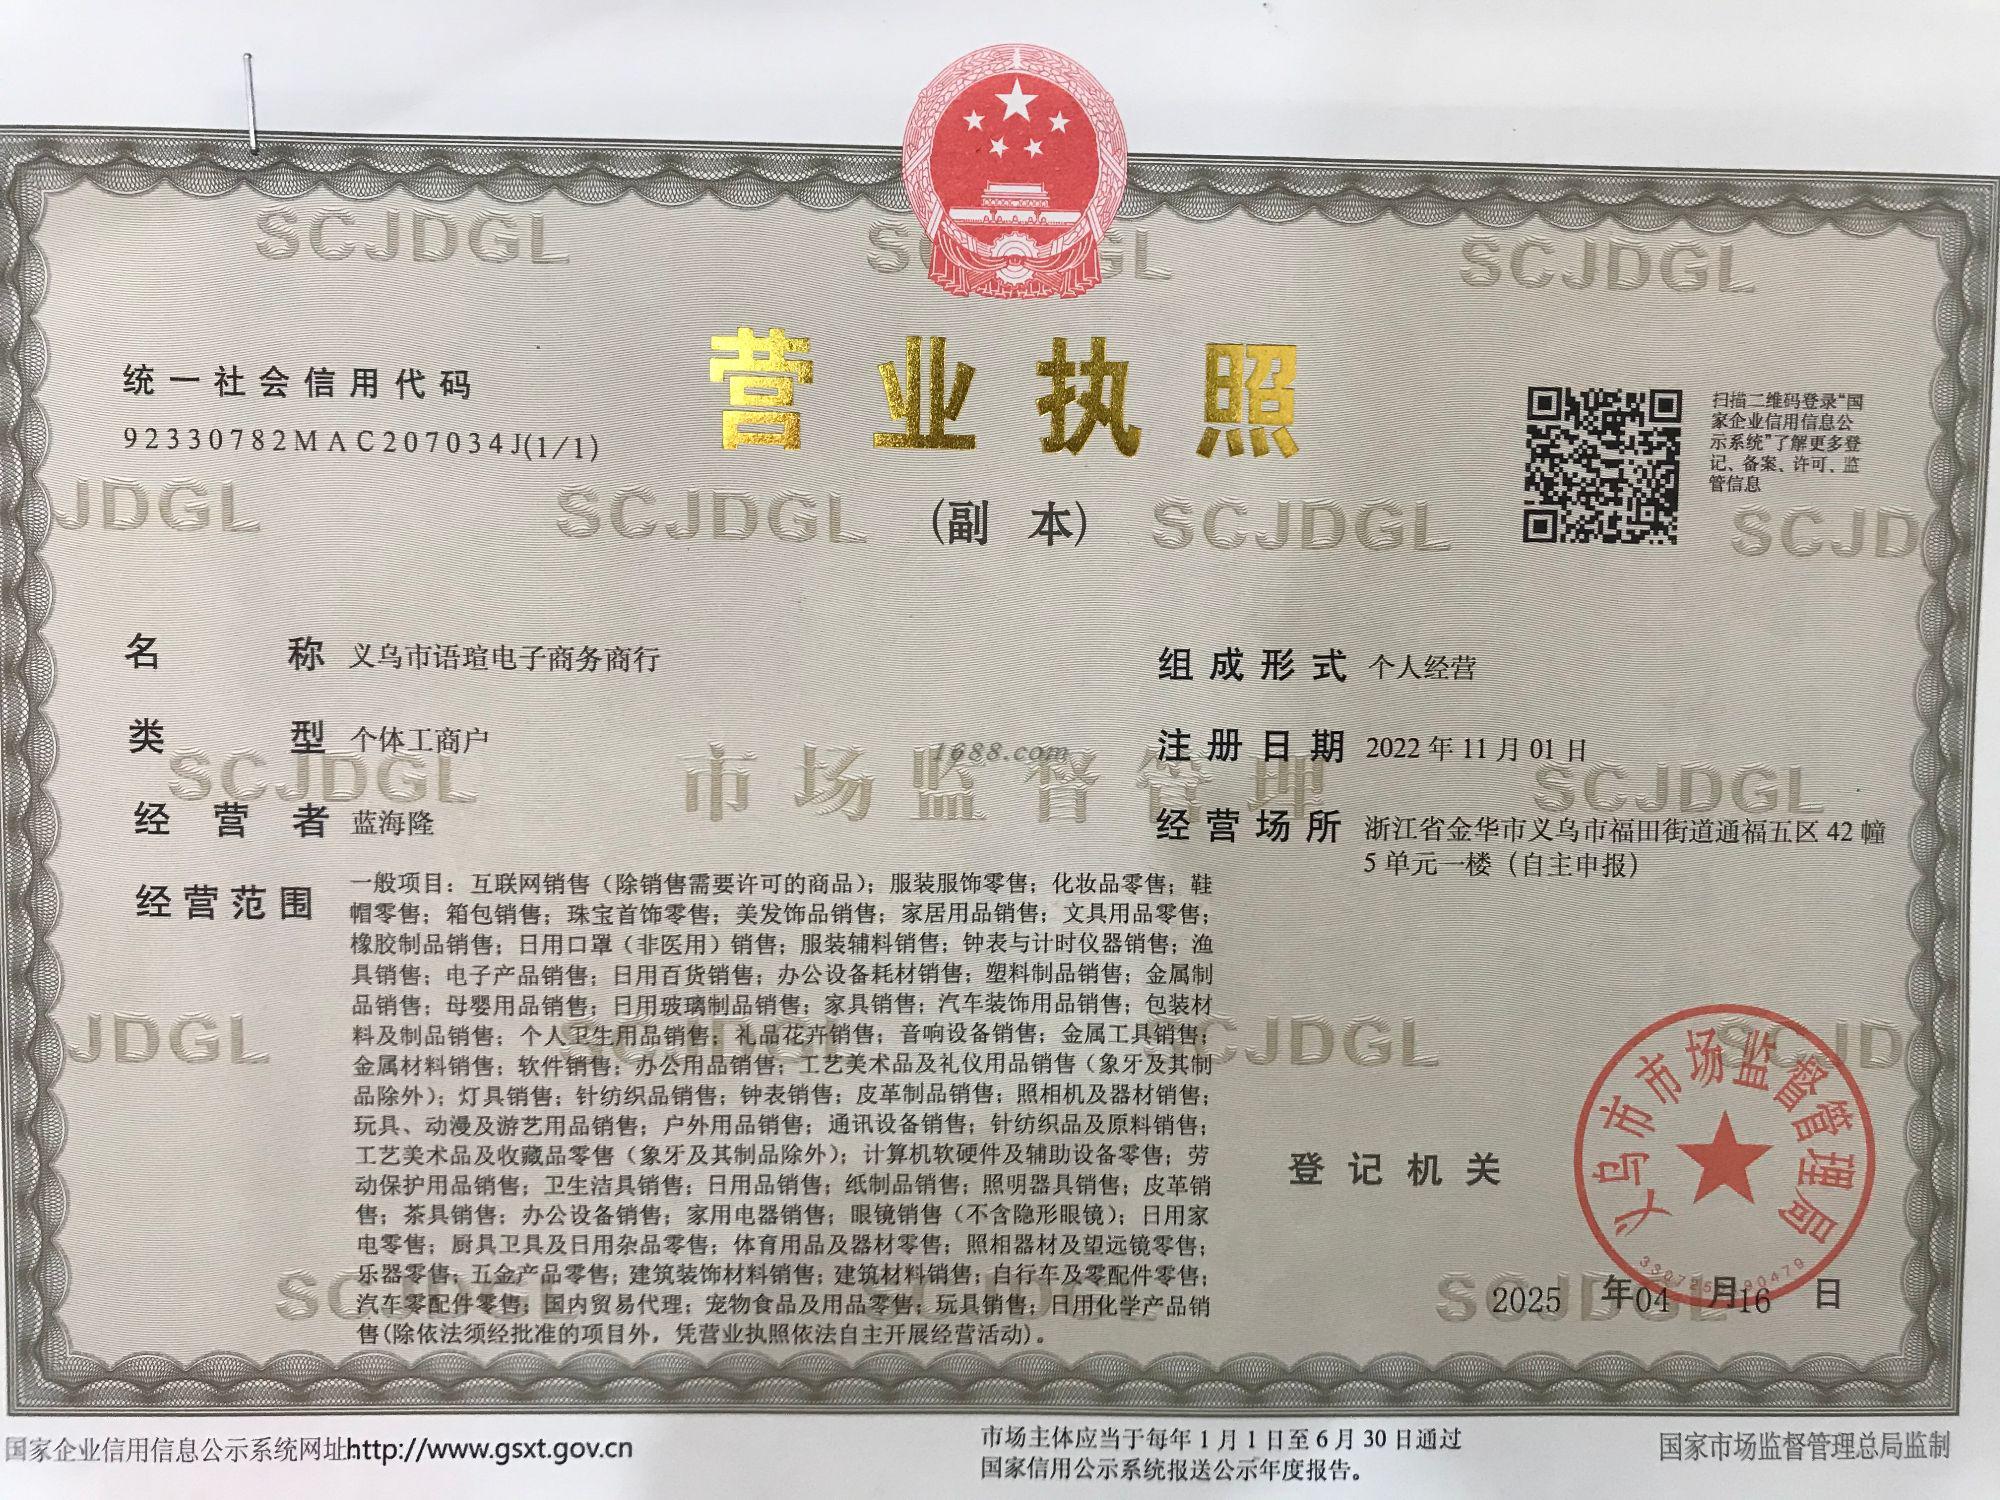 统一社会信用代码
92330782MAC207034J(1/1)
营业执照
(副 本)
扫描二维码登录“国
家企业信用信息公
示系统”了解更多登
记、备案、许可、监
管信息
名 称 义乌市语瑄电子商务商行
类 型 个体工商户
经 营 者 蓝海隆
组成形式 个人经营
注册日期 2022 年 11 月 01 日
经营场所 浙江省金华市义乌市福田街道通福五区 42 幢
5 单元一楼（自主申报）
经营范围 一般项目：互联网销售（除销售需要许可的商品）；服装服饰零售；化妆品零售；鞋
帽零售；箱包销售；珠宝首饰零售；美发饰品销售；家居用品销售；文具用品零售；
橡胶制品销售；日用口罩（非医用）销售；服装辅料销售；钟表与计时仪器销售；渔
具销售；电子产品销售；日用百货销售；办公设备耗材销售；塑料制品销售；金属制
品销售；母婴用品销售；日用玻璃制品销售；家具销售；汽车装饰用品销售；包装材
料及制品销售；个人卫生用品销售；礼品花卉销售；音响设备销售；金属工具销售；
金属材料销售；软件销售；办公用品销售；工艺美术品及礼仪用品销售（象牙及其制
品除外）；灯具销售；针纺织品销售；钟表销售；皮革制品销售；照相机及器材销售；
玩具、动漫及游艺用品销售；户外用品销售；通讯设备销售；针纺织品及原料销售；
工艺美术品及收藏品零售（象牙及其制品除外）；计算机软硬件及辅助设备零售；劳
动保护用品销售；卫生洁具销售；日用品销售；纸制品销售；照明器具销售；皮革销
售；茶具销售；办公设备销售；家用电器销售；眼镜销售（不含隐形眼镜）；日用家
电零售；厨具卫具及日用杂品零售；体育用品及器材零售；照相器材及望远镜零售；
乐器零售；五金产品零售；建筑装饰材料销售；建筑材料销售；自行车及零配件零售；
汽车零配件零售；国内贸易代理；宠物食品及用品零售；玩具销售；日用化学产品销
售(除依法须经批准的项目外，凭营业执照依法自主开展经营活动)。
登记机关
义乌市市场监督管理局
2025 年04 月16 日
SCJDGL
市场监督管理
1688.com
国家企业信用信息公示系统网址http://www.gsxt.gov.cn
市场主体应当于每年 1 月 1 日至 6 月 30 日通过
国家信用公示系统报送公示年度报告。
国家市场监督管理总局监制